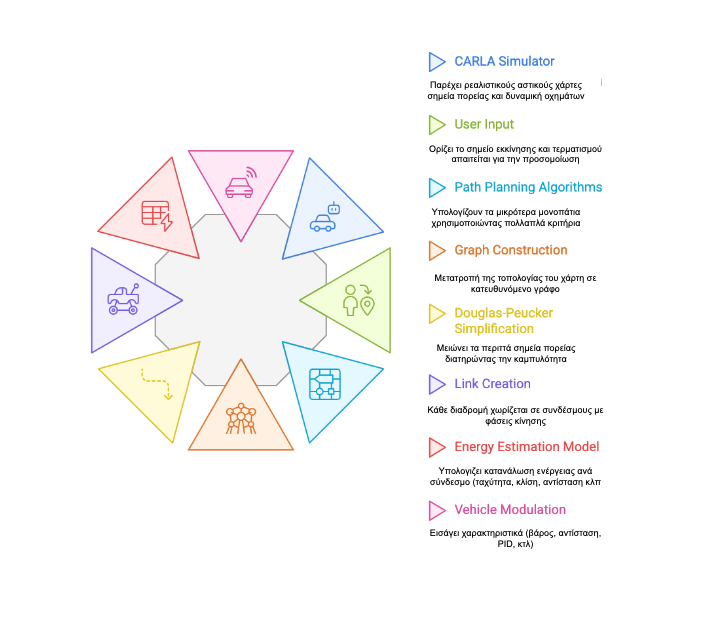 CARLA Simulator
Παρέχει ρεαλιστικούς αστικούς χάρτες
σημεία πορείας και δυναμική οχημάτων
User Input
Ορίζει το σημείο εκκίνησης και τερματισμού
απαιτείται για την προσομοίωση
Path Planning Algorithms
Υπολογίζουν τα μικρότερα μονοπάτια
χρησιμοποιώντας πολλαπλά κριτήρια
Graph Construction
Μετατροπή της τοπολογίας του χάρτη σε
κατευθυνόμενο γράφο
Douglas-Peucker
Simplification
Μειώνει τα περιττά σημεία πορείας
διατηρώντας την καμπυλότητα
Link Creation
Κάθε διαδρομή χωρίζεται σε συνδέσμους με
φάσεις κίνησης
Energy Estimation Model
Υπολογιζει κατανάλωση ενέργειας ανά
σύνδεσμο (ταχύτητα, κλίση, αντίσταση κλπ
Vehicle Modulation
Εισάγει χαρακτηριστικά (βάρος, αντίσταση,
PID, κτλ)